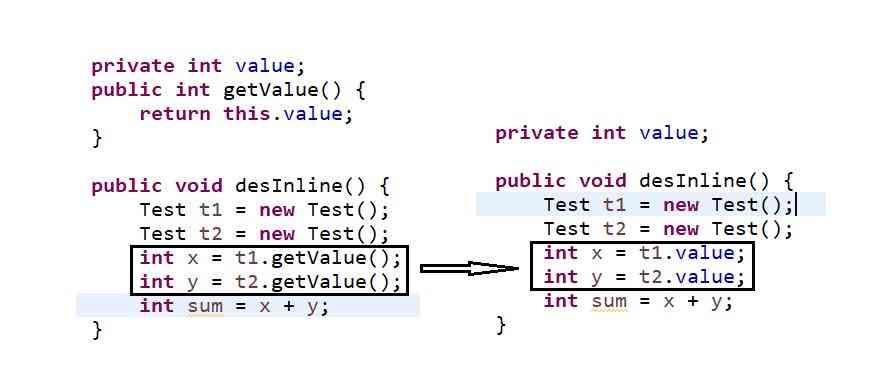 private int value;
public int getValue() {
return this.value;
}
public void desInline() {
Test t1 = new Test();
Test t2 = new Test();
int x = t1.getValue();
int y = t2.getValue();
int sum = x + y;
}
private int value;
public void desInline() {
Test t1 = new Test();
Test t2 = new Test();
int x = t1.value;
int y = t2.value;
int sum = x + y;
}